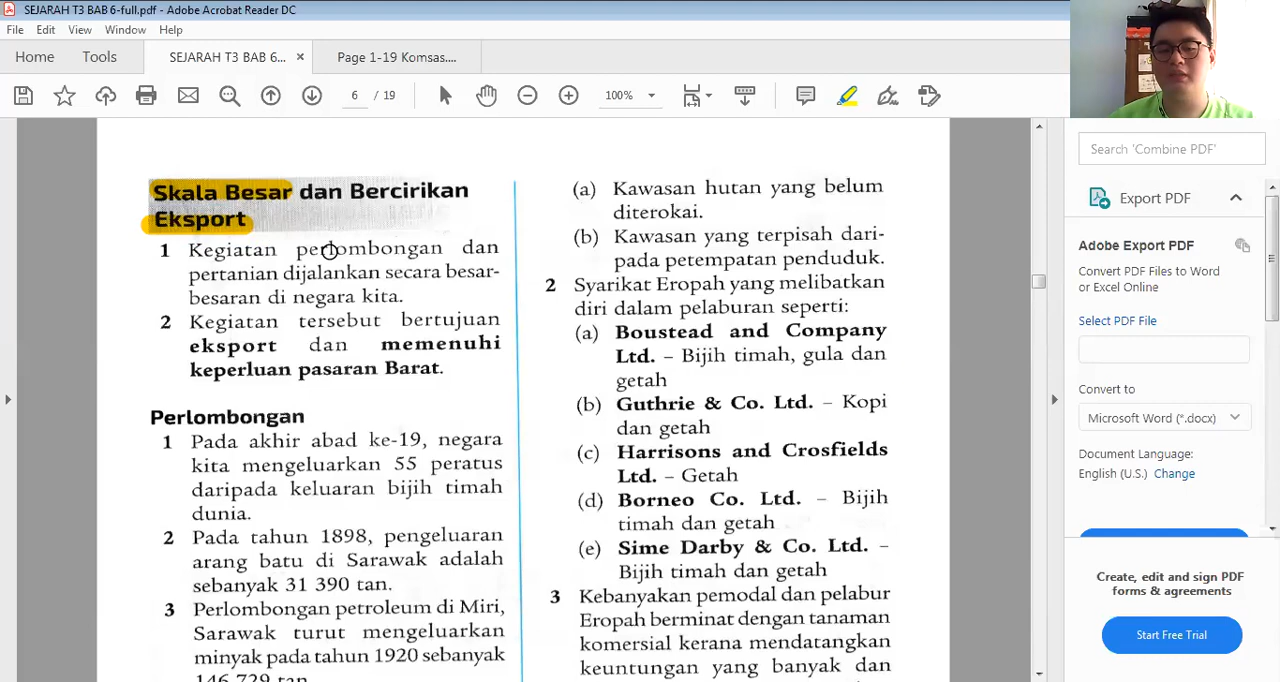 SEJARAH T3 BAB 6-full.pdf - Adobe Acrobat Reader DC
File Edit View Window Help
Home Tools SEJARAH T3 BAB 6... × Page 1-19 Komsas....
6 / 19 100%
Skala Besar dan Bercirikan
Eksport
1 Kegiatan perlombongan dan
pertanian dijalankan secara besar-
besaran di negara kita.
2 Kegiatan tersebut bertujuan
eksport dan memenuhi
keperluan pasaran Barat.
Perlombongan
1 Pada akhir abad ke-19, negara
kita mengeluarkan 55 peratus
daripada keluaran bijih timah
dunia.
2 Pada tahun 1898, pengeluaran
arang batu di Sarawak adalah
sebanyak 31 390 tan.
3 Perlombongan petroleum di Miri,
Sarawak turut mengeluarkan
minyak pada tahun 1920 sebanyak
146 729 tan.
(a) Kawasan hutan yang belum
diterokai.
(b) Kawasan yang terpisah dari-
pada petempatan penduduk.
2 Syarikat Eropah yang melibatkan
diri dalam pelaburan seperti:
(a) Boustead and Company
Ltd. – Bijih timah, gula dan
getah
(b) Guthrie & Co. Ltd. – Kopi
dan getah
(c) Harrisons and Crosfields
Ltd. – Getah
(d) Borneo Co. Ltd. – Bijih
timah dan getah
(e) Sime Darby & Co. Ltd. –
Bijih timah dan getah
3 Kebanyakan pemodal dan pelabur
Eropah berminat dengan tanaman
komersial kerana mendatangkan
keuntungan yang banyak dan
Search 'Combine PDF'
Export PDF
Adobe Export PDF
Convert PDF Files to Word
or Excel Online
Select PDF File
Convert to
Microsoft Word (*.docx)
Document Language:
English (U.S.) Change
Create, edit and sign PDF
forms & agreements
Start Free Trial